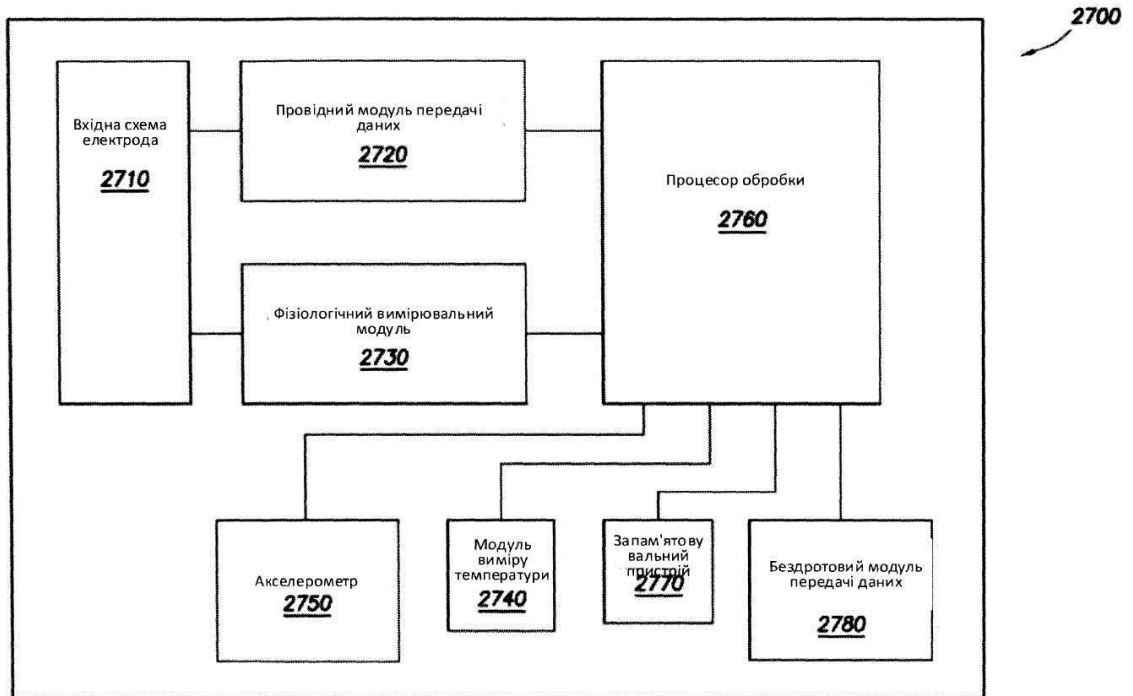 2700
Вхідна схема
електрода
2710
Провідний модуль передачі
даних
2720
Процесор обробки
2760
Фізіологічний вимірювальний
модуль
2730
Акселерометр
2750
Модуль
виміру
температури
2740
Запам'ятову
вальний
пристрій
2770
Бездротовий модуль
передачі даних
2780